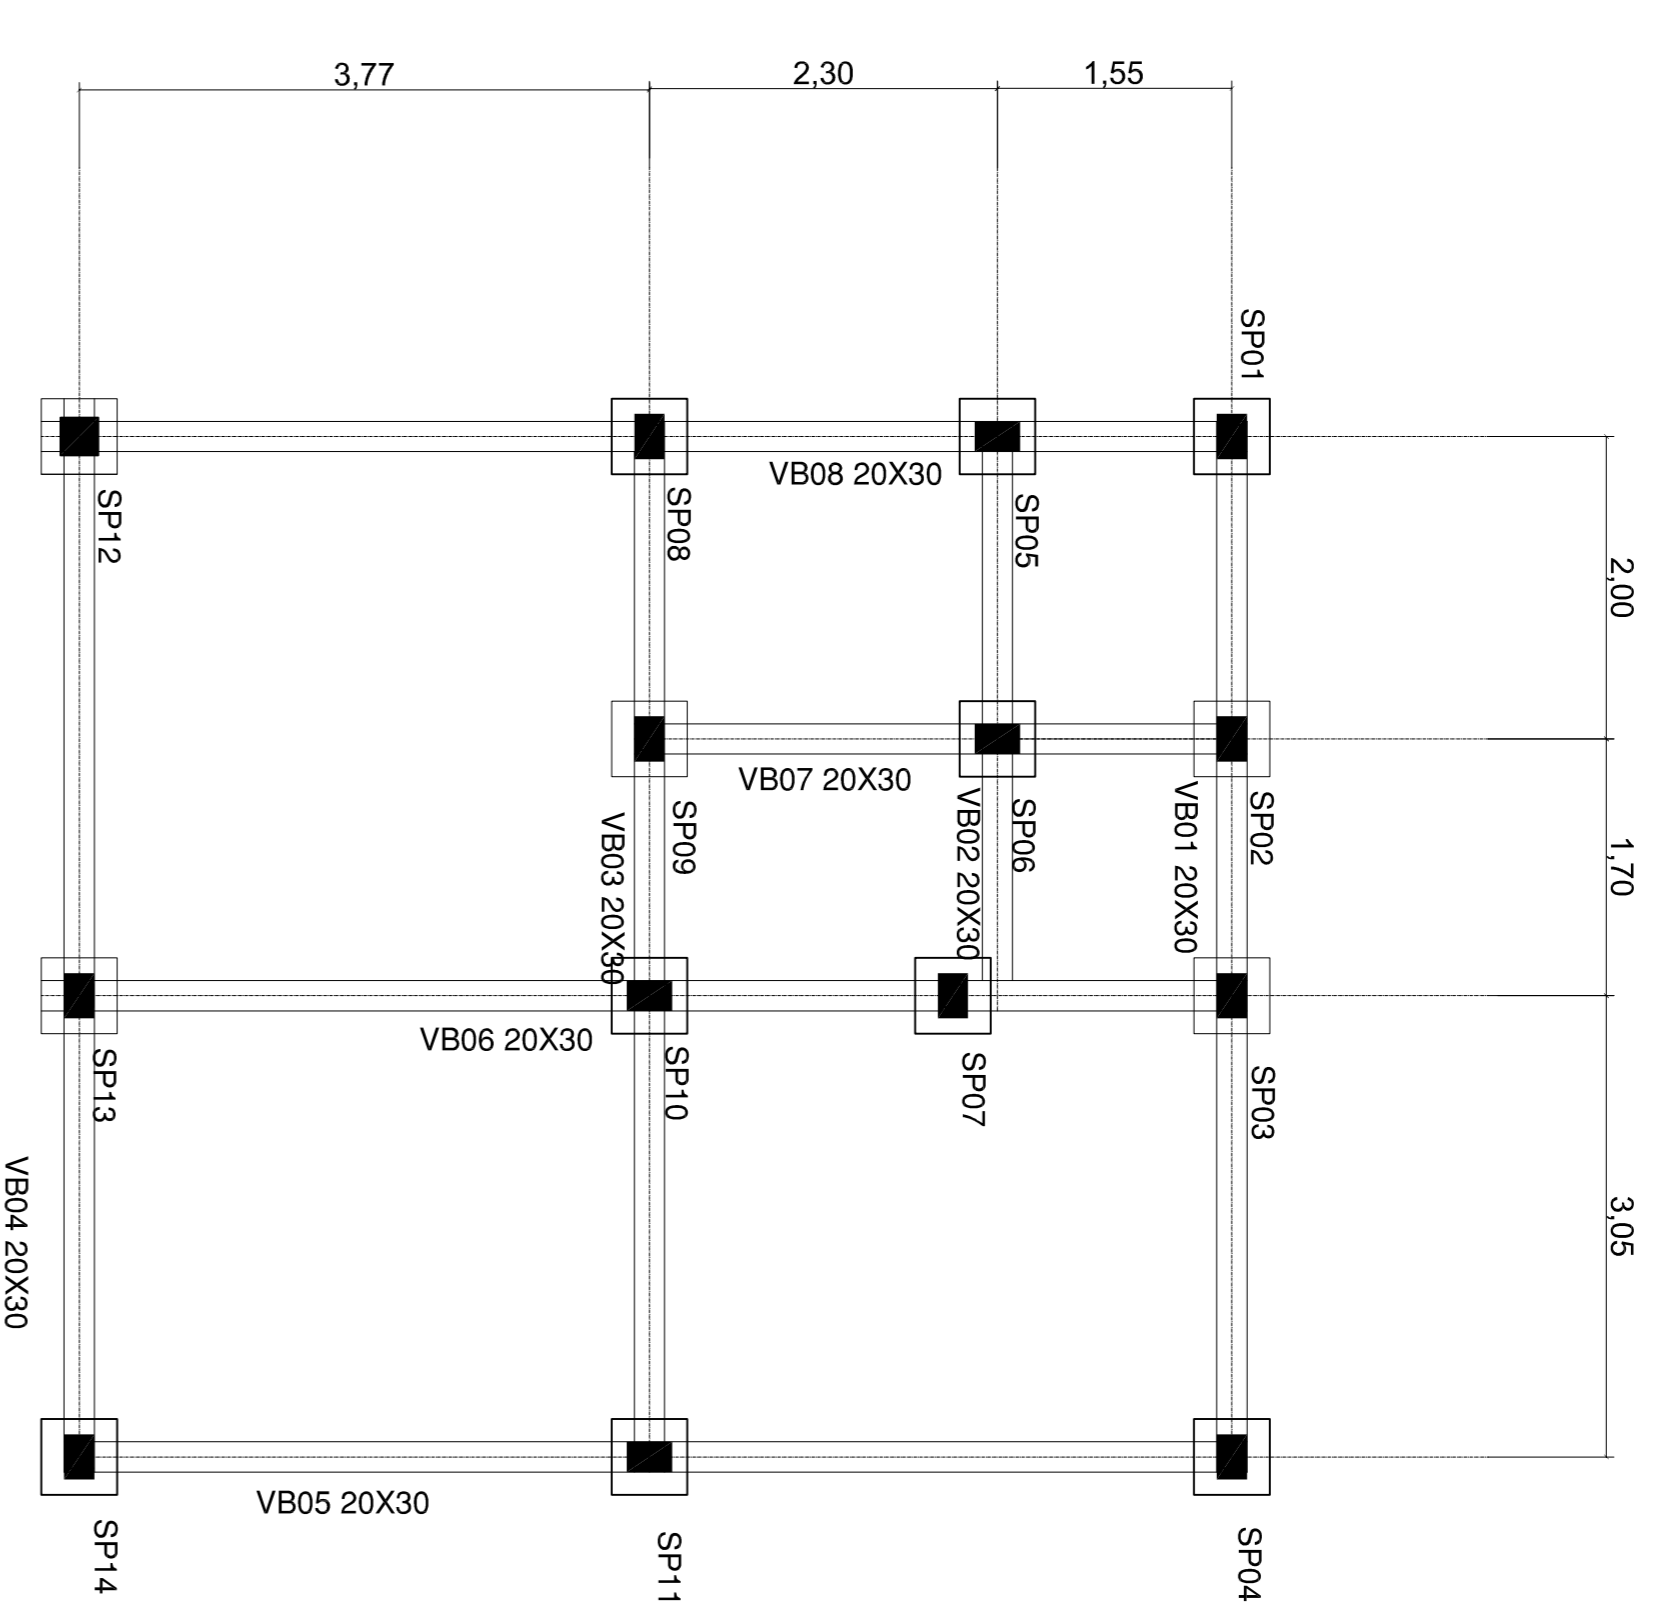 3,77
2,30
1,55
SP01
VB08 20X30
SP12
SP08
SP05
2,00
VB07 20X30
SP09
VB03 20X30
SP06
VB02 20X30
SP02
VB01 20X30
1,70
VB06 20X30
SP13
SP10
SP07
SP03
VB04 20X30
3,05
VB05 20X30
SP14
SP11
SP04